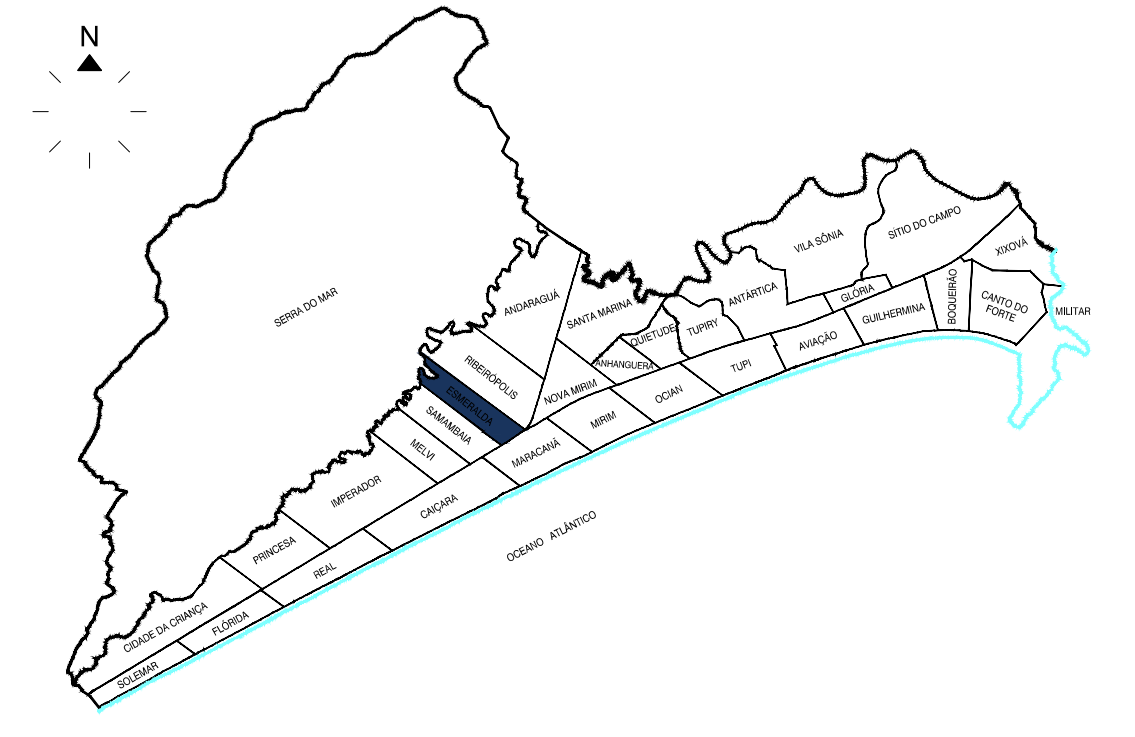 N
SERRA DO MAR
ANDARAGUÁ
SANTA MARINA
QUIETUDE
TUPIRY
ANTÁRTICA
VILA SÔNIA
SÍTIO DO CAMPO
XIXOVÁ
GLÓRIA
GUILHERMINA
BOQUEIRÃO
CANTO DO
FORTE
MILITAR
RIBEIRÓPOLIS
ESMERALDA
SAMAMBAIA
MELVI
IMPERADOR
PRINCESA
CIDADE DA CRIANÇA
ANHANGUERA
NOVA MIRIM
AVIAÇÃO
TUPI
OCIAN
MIRIM
MARACANÃ
CAIÇARA
REAL
FLÓRIDA
SOLEMAR
OCEANO ATLÂNTICO